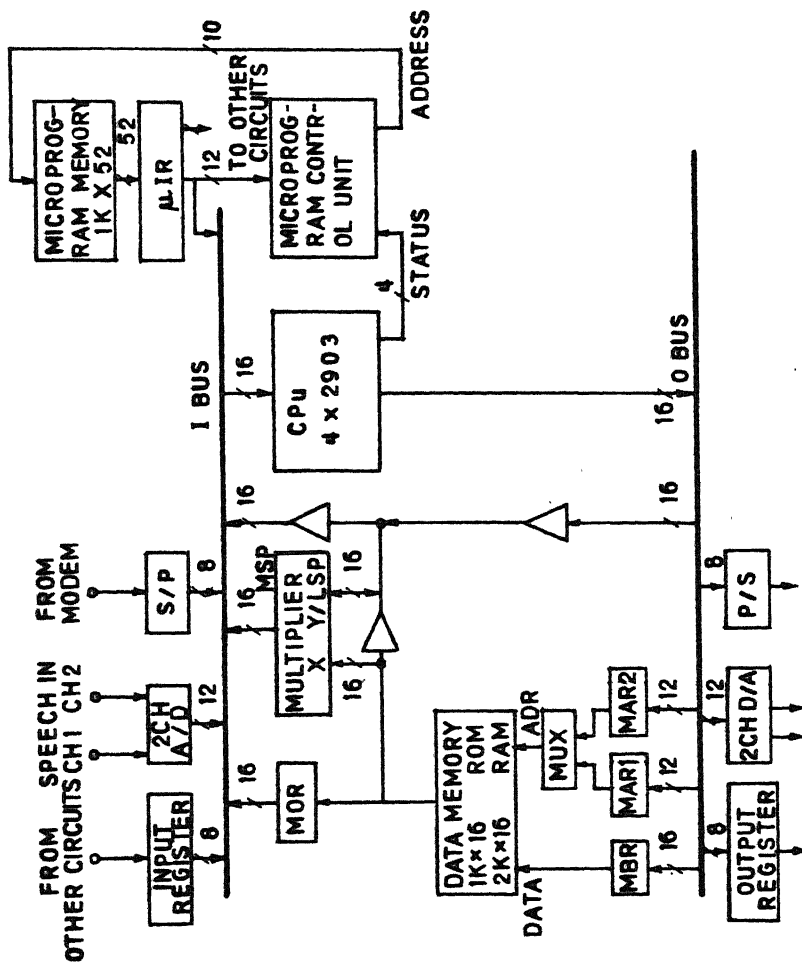 FROM
OTHER CIRCUITS
SPEECH IN
CH1 CH2
FROM
MODEM
INPUT
REGISTER
2CH
A/D
S/P
8
12
8
I BUS
MICROPROG-
RAM MEMORY
1K X 52
52
μIR
12
TO OTHER
CIRCUITS
10
MOR
16
MULTIPLIER
X Y/LSP
16
MSP
16
16
16
16
CPU
4 X 2903
MICROPROG-
RAM CONTR-
OL UNIT
4
STATUS
ADDRESS
DATA MEMORY
1K×16 ROM
2K×16 RAM
DATA
ADR
MUX
MBR
MAR1
MAR2
16
12
12
16
16
O BUS
8
12
8
OUTPUT
REGISTER
2CH D/A
P/S